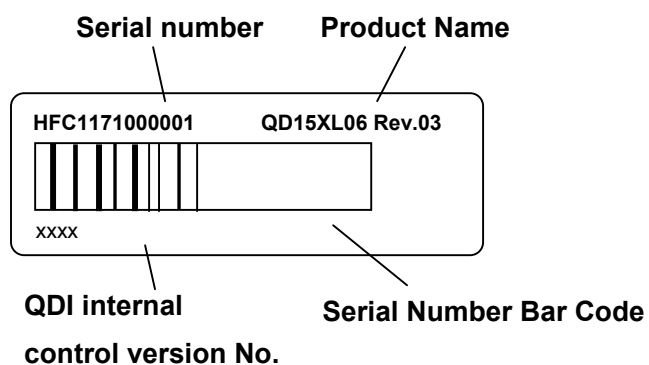 Serial number Product Name
HFC1171000001 QD15XL06 Rev.03
xxxx
QDI internal
control version No.
Serial Number Bar Code